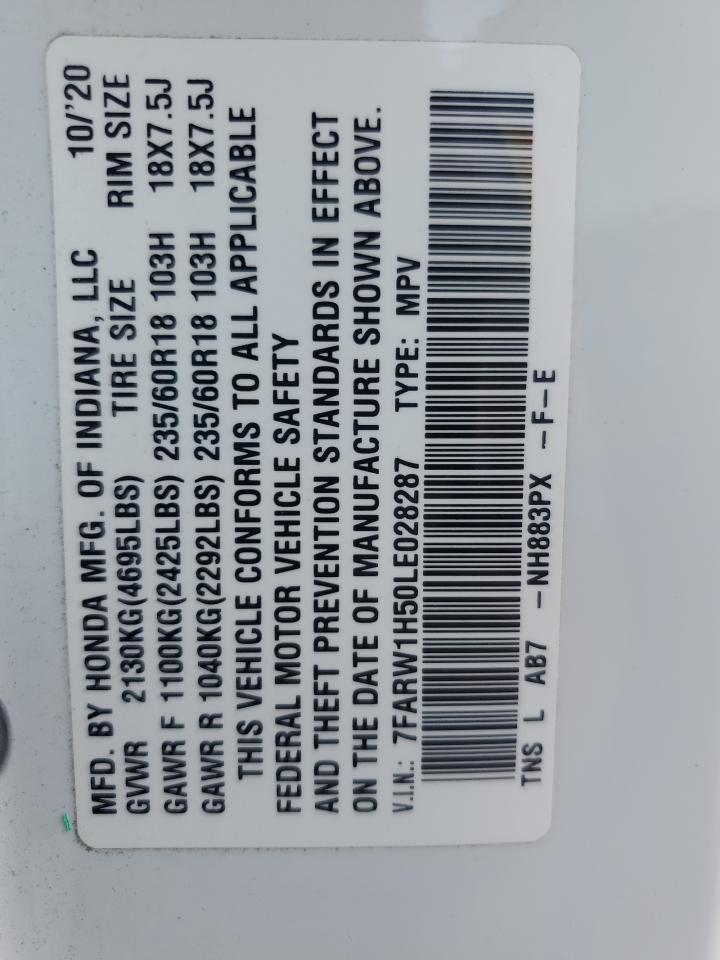 MFD. BY HONDA MFG. OF INDIANA, LLC 10/'20
GVWR 2130KG(4695LBS) TIRE SIZE RIM SIZE
GAWR F 1100KG(2425LBS) 235/60R18 103H 18X7.5J
GAWR R 1040KG(2292LBS) 235/60R18 103H 18X7.5J
THIS VEHICLE CONFORMS TO ALL APPLICABLE
FEDERAL MOTOR VEHICLE SAFETY
AND THEFT PREVENTION STANDARDS IN EFFECT
ON THE DATE OF MANUFACTURE SHOWN ABOVE.
V.I.N.: 7FARW1H50LE028287 TYPE: MPV
TNS L AB7 -NH883PX -F-E